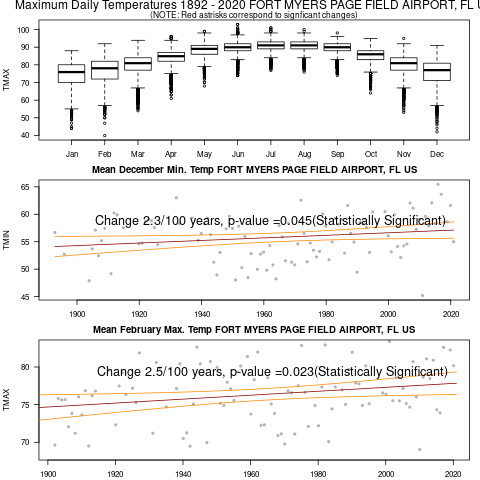 Maximum Daily Temperatures 1892 - 2020 FORT MYERS PAGE FIELD AIRPORT, FL U
(NOTE: Red astrisks correspond to signficant changes)
TMAX
100
90
80
70
60
50
40
Jan Feb Mar Apr May Jun Jul Aug Sep Oct Nov Dec
Mean December Min. Temp FORT MYERS PAGE FIELD AIRPORT, FL US
TMIN
65
60
55
50
45
Change 2.3/100 years, p-value =0.045(Statistically Significant)
1900 1920 1940 1960 1980 2000 2020
Mean February Max. Temp FORT MYERS PAGE FIELD AIRPORT, FL US
TMAX
80
75
70
Change 2.5/100 years, p-value =0.023(Statistically Significant)
1900 1920 1940 1960 1980 2000 2020